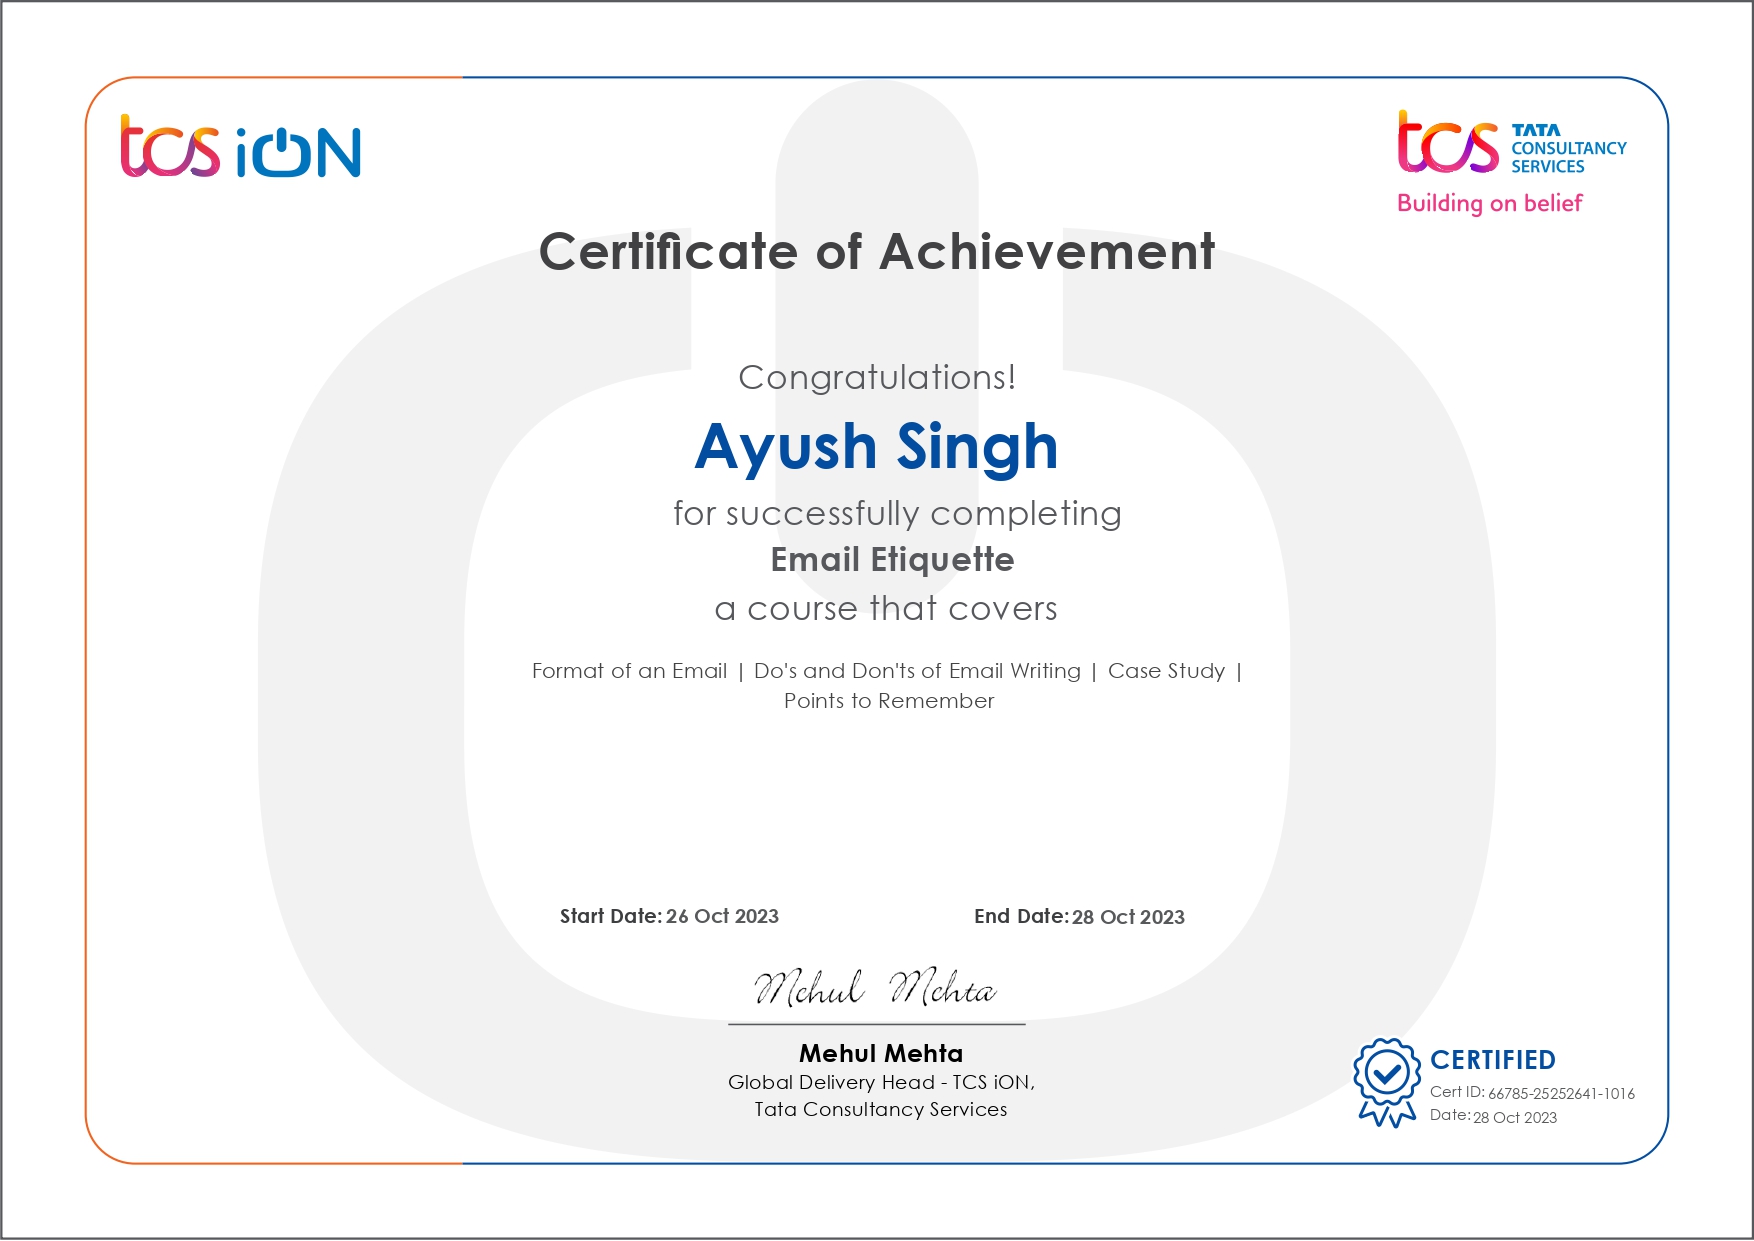 tcs iON
tcs TATA
CONSULTANCY
SERVICES
Building on belief
Certificate of Achievement
Congratulations!
Ayush Singh
for successfully completing
Email Etiquette
a course that covers
Format of an Email | Do's and Don'ts of Email Writing | Case Study |
Points to Remember
Start Date: 26 Oct 2023 End Date: 28 Oct 2023
Mehul Mehta
Mehul Mehta
Global Delivery Head - TCS iON,
Tata Consultancy Services
CERTIFIED
Cert ID: 66785-25252641-1016
Date: 28 Oct 2023